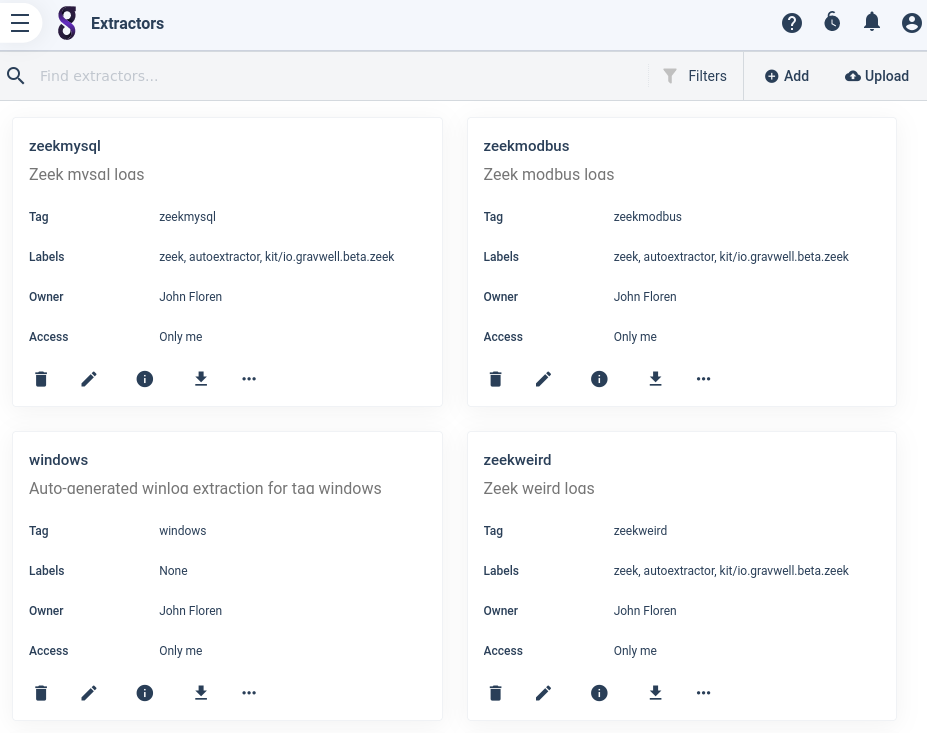 Extractors
Find extractors...
Filters
Add
Upload
zeekmysql
Zeek mysql logs
Tag zeekmysql
Labels zeek, autoextractor, kit/io.gravwell.beta.zeek
Owner John Floren
Access Only me
zeekmodbus
Zeek modbus logs
Tag zeekmodbus
Labels zeek, autoextractor, kit/io.gravwell.beta.zeek
Owner John Floren
Access Only me
windows
Auto-generated winlog extraction for tag windows
Tag windows
Labels None
Owner John Floren
Access Only me
zeekweird
Zeek weird logs
Tag zeekweird
Labels zeek, autoextractor, kit/io.gravwell.beta.zeek
Owner John Floren
Access Only me